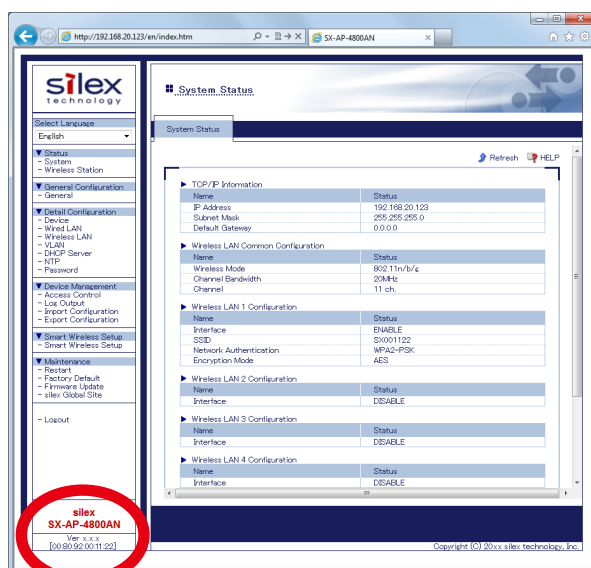 http://192.168.20.123/en/index.htm
SX-AP-4800AN
silex
technology
Select Language
English
▼ Status
- System
- Wireless Station
▼ General Configuration
- General
▼ Detail Configuration
- Device
- Wired LAN
- Wireless LAN
- VLAN
- DHCP Server
- NTP
- Password
▼ Device Management
- Access Control
- Log Output
- Import Configuration
- Export Configuration
▼ Smart Wireless Setup
- Smart Wireless Setup
▼ Maintenance
- Restart
- Factory Default
- Firmware Update
- silex Global Site
- Logout
silex
SX-AP-4800AN
Ver x.x.x
[00:80:92:00:11:22]
System Status
System Status
Refresh HELP
▶ TCP/IP Information
Name Status
IP Address 192.168.20.123
Subnet Mask 255.255.255.0
Default Gateway 0.0.0.0
▶ Wireless LAN Common Configuration
Name Status
Wireless Mode 802.11n/b/g
Channel Bandwidth 20MHz
Channel 11 ch.
▶ Wireless LAN 1 Configuration
Name Status
Interface ENABLE
SSID SX001122
Network Authentication WPA2-PSK
Encryption Mode AES
▶ Wireless LAN 2 Configuration
Name Status
Interface DISABLE
▶ Wireless LAN 3 Configuration
Name Status
Interface DISABLE
▶ Wireless LAN 4 Configuration
Name Status
Interface DISABLE
Copyright (C) 20xx silex technology, Inc.